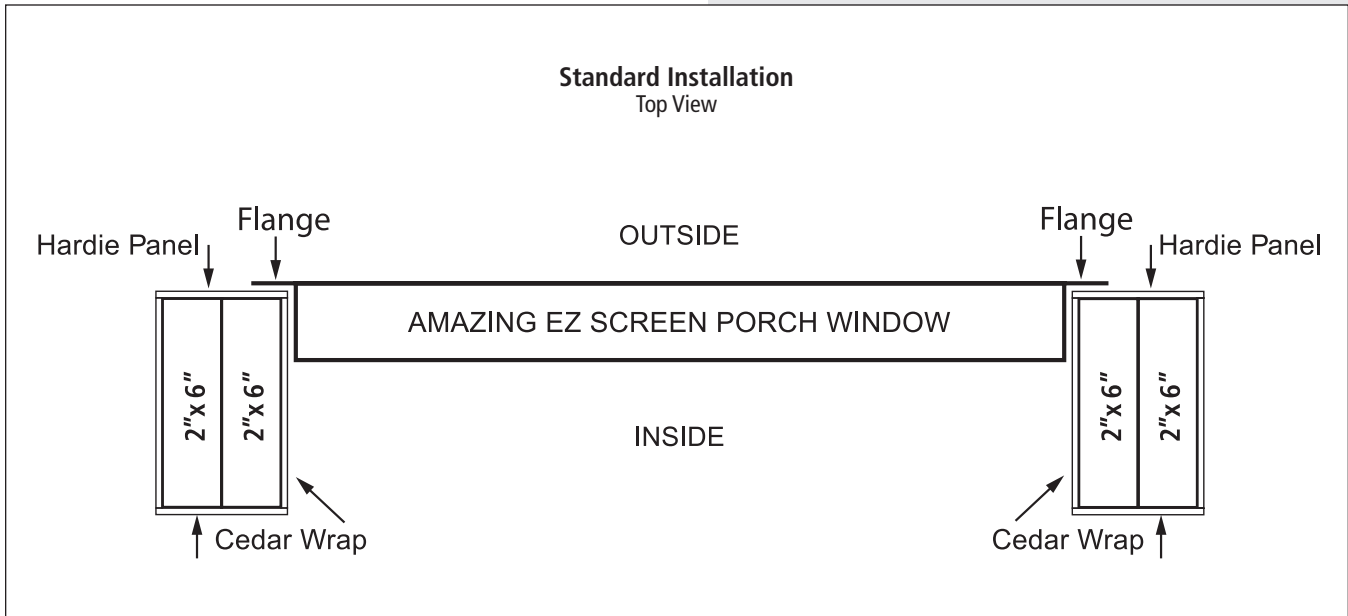 Standard Installation
Top View
Flange
Flange
Hardie Panel
OUTSIDE
Hardie Panel
AMAZING EZ SCREEN PORCH WINDOW
2"x 6"
2"x 6"
2"x 6"
2"x 6"
INSIDE
Cedar Wrap
Cedar Wrap